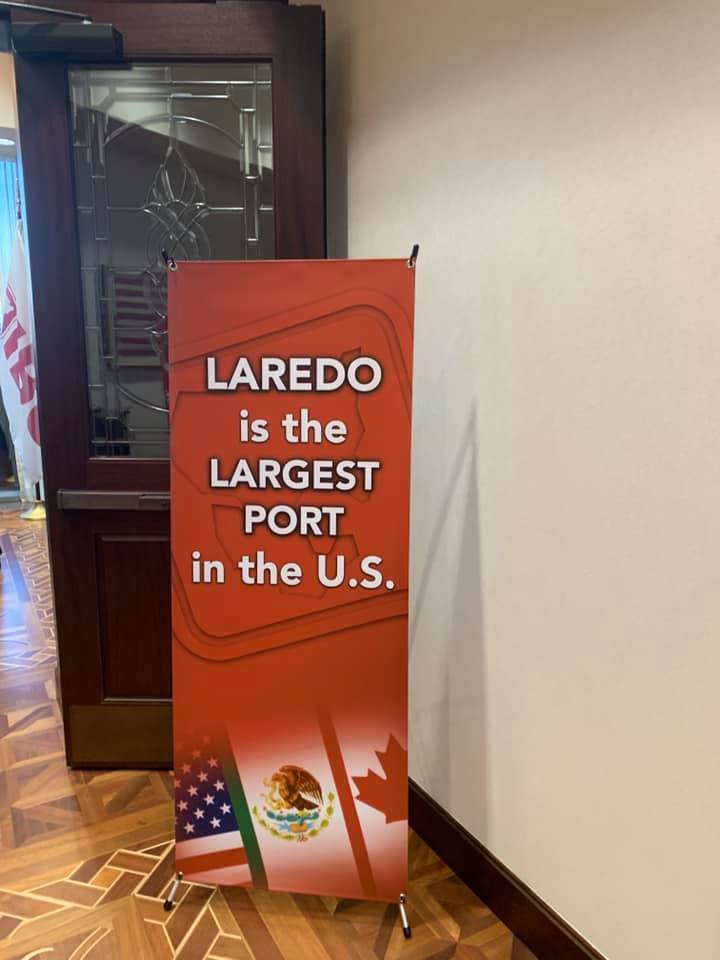 LAREDO
is the
LARGEST
PORT
in the U.S.